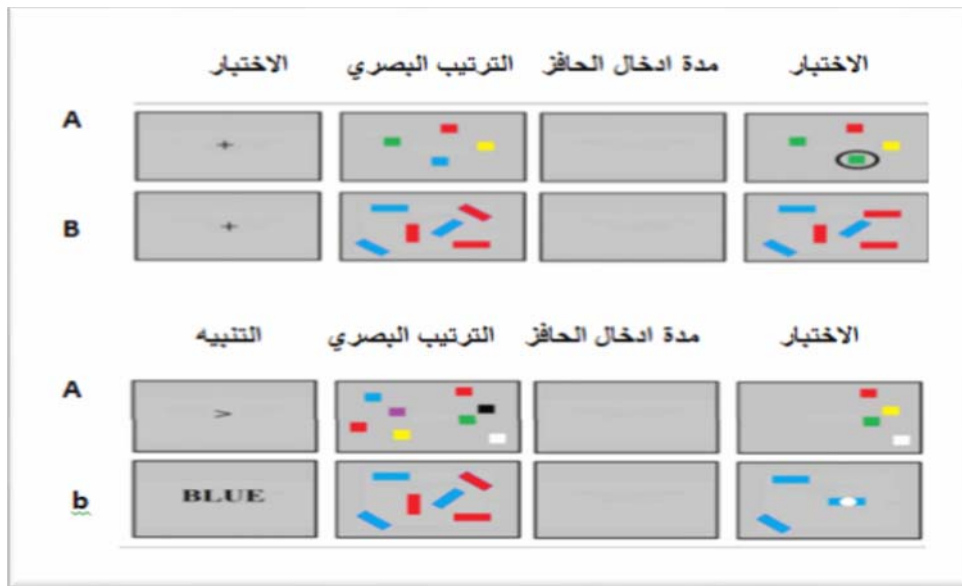 الاختبار الترتيب البصري مدة ادخال الحافز الاختبار
A
+
B
+
التنبيه الترتيب البصري مدة ادخال الحافز الاختبار
A
>
b
BLUE